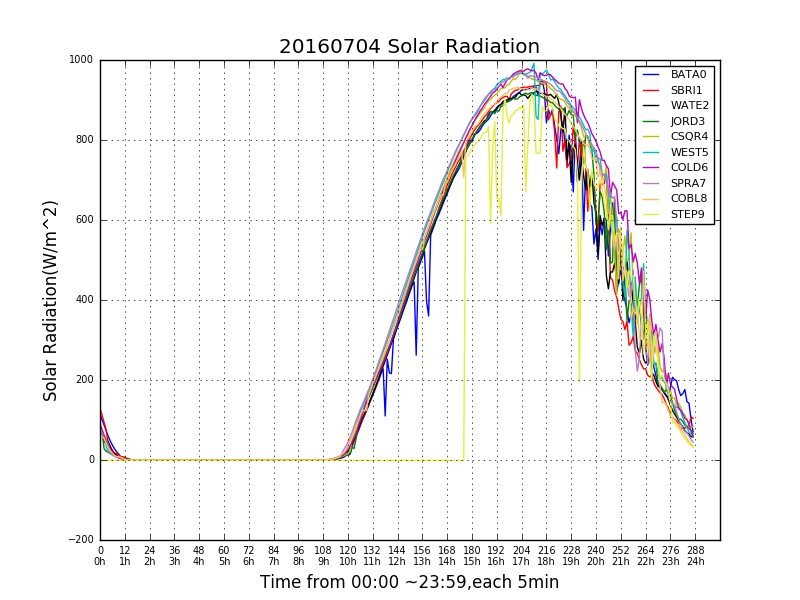 20160704 Solar Radiation
Solar Radiation(W/m^2)
1000
800
600
400
200
0
−200
BATA0
SBRI1
WATE2
JORD3
CSQR4
WEST5
COLD6
SPRA7
COBL8
STEP9
0 12 24 36 48 60 72 84 96 108 120 132 144 156 168 180 192 204 216 228 240 252 264 276 288
0h 1h 2h 3h 4h 5h 6h 7h 8h 9h 10h 11h 12h 13h 14h 15h 16h 17h 18h 19h 20h 21h 22h 23h 24h
Time from 00:00 ~23:59,each 5min